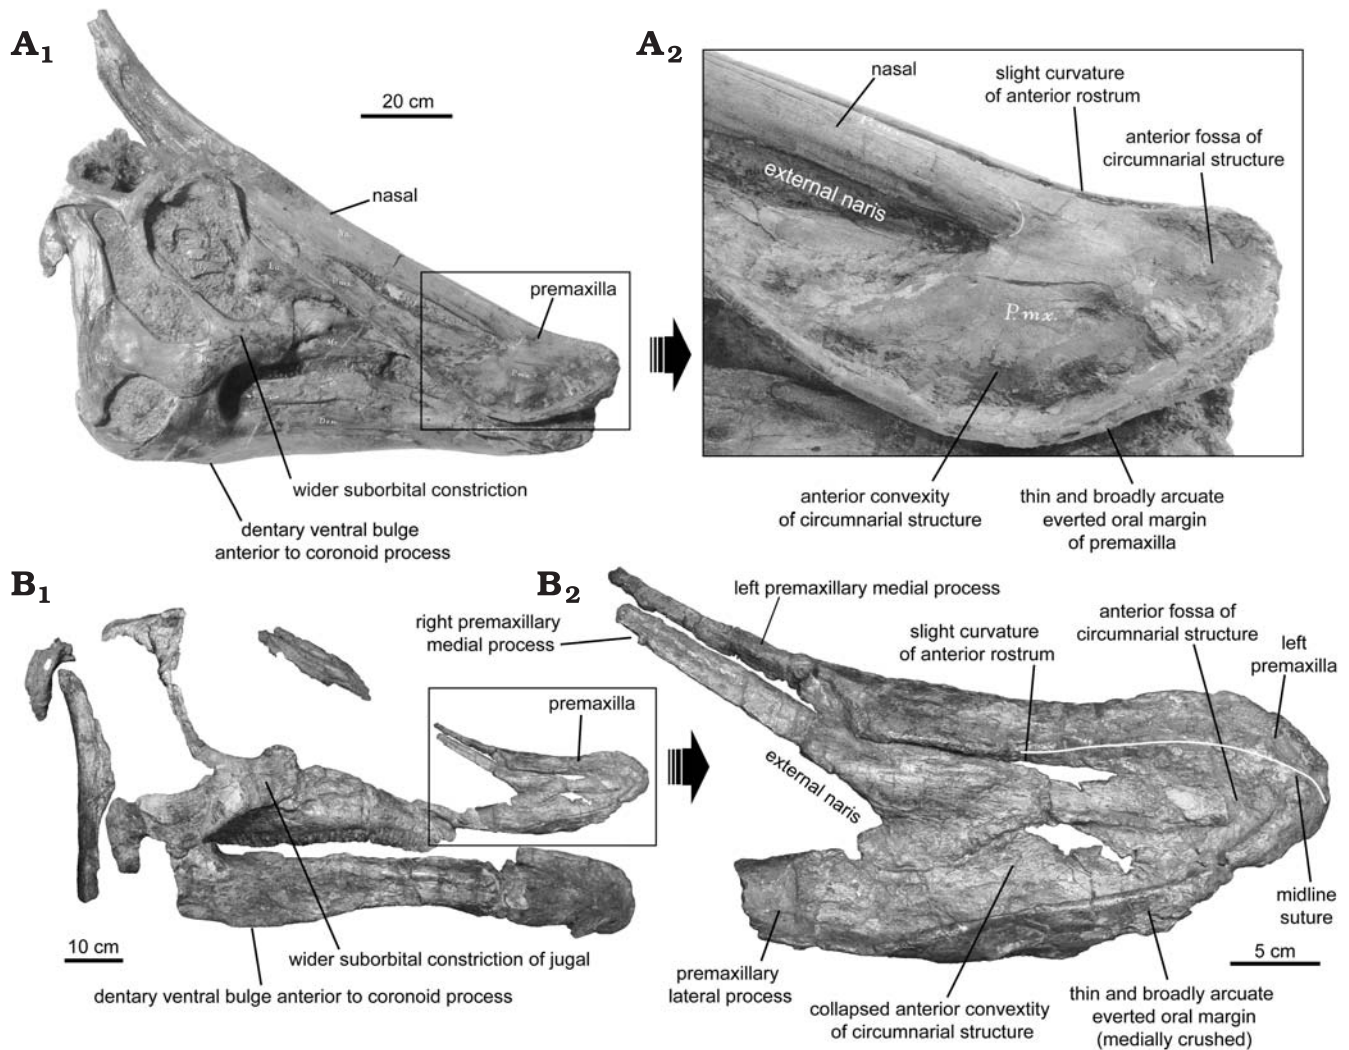 A1
20 cm
nasal
premaxilla
wider suborbital constriction
dentary ventral bulge
anterior to coronoid process
A2
nasal
slight curvature
of anterior rostrum
anterior fossa of
circumnarial structure
external naris
P.mx.
anterior convexity
of circumnarial structure
thin and broadly arcuate
everted oral margin
of premaxilla
B1
right premaxillary
medial process
premaxilla
10 cm
wider suborbital constriction of jugal
dentary ventral bulge anterior to coronoid process
B2
left premaxillary medial process
slight curvature
of anterior rostrum
anterior fossa of
circumnarial structure
left
premaxilla
external naris
midline
suture
5 cm
premaxillary
lateral process
collapsed anterior convextity
of circumnarial structure
thin and broadly arcuate
everted oral margin
(medially crushed)